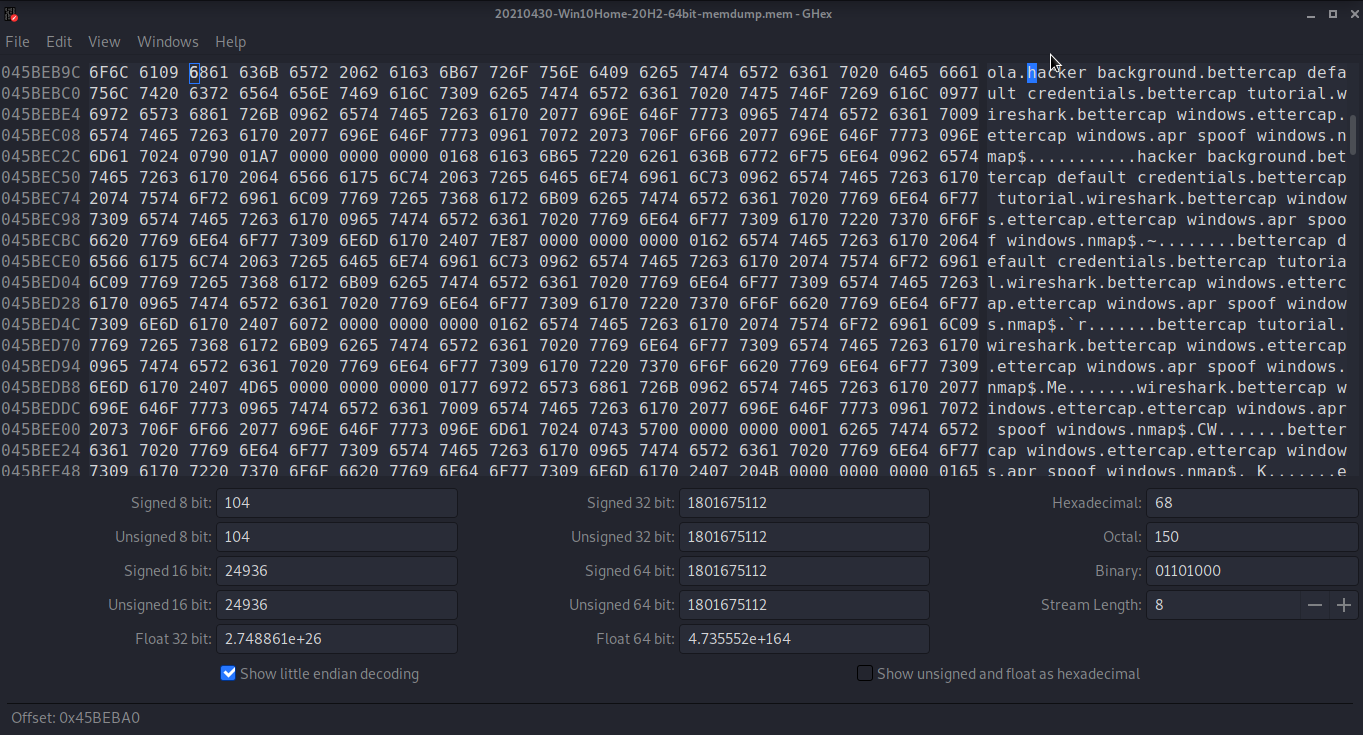 20210430-Win10Home-20H2-64bit-memdump.mem - GHex
File Edit View Windows Help
045BEB9C 6F6C 6109 6861 636B 6572 2062 6163 6B67 726F 756E 6409 6265 7474 6572 6361 7020 6465 6661 ola.hacker background.bettercap defa
045BEBC0 756C 7420 6372 6564 656E 7469 616C 7309 6265 7474 6572 6361 7020 7475 746F 7269 616C 0977 ult credentials.bettercap tutorial.w
045BEBE4 6972 6573 6861 726B 0962 6574 7465 7263 6170 2077 696E 646F 7773 0965 7474 6572 6361 7009 ireshark.bettercap windows.ettercap.
045BEC08 6574 7465 7263 6170 2077 696E 646F 7773 0961 7072 2073 706F 6F66 2077 696E 646F 7773 096E ettercap windows.apr spoof windows.n
045BEC2C 6D61 7024 0790 01A7 0000 0000 0000 0168 6163 6B65 7220 6261 636B 6772 6F75 6E64 0962 6574 map$...........hacker background.bet
045BEC50 7465 7263 6170 2064 6566 6175 6C74 2063 7265 6465 6E74 6961 6C73 0962 6574 7465 7263 6170 tercap default credentials.bettercap
045BEC74 2074 7574 6F72 6961 6C09 7769 7265 7368 6172 6B09 6265 7474 6572 6361 7020 7769 6E64 6F77 tutorial.wireshark.bettercap window
045BEC98 7309 6574 7465 7263 6170 0965 7474 6572 6361 7020 7769 6E64 6F77 7309 6170 7220 7370 6F6F s.ettercap.ettercap windows.apr spoo
045BECBC 6620 7769 6E64 6F77 7309 6E6D 6170 2407 7E87 0000 0000 0000 0162 6574 7465 7263 6170 2064 f windows.nmap$.~........bettercap d
045BECE0 6566 6175 6C74 2063 7265 6465 6E74 6961 6C73 0962 6574 7465 7263 6170 2074 7574 6F72 6961 efault credentials.bettercap tutoria
045BED04 6C09 7769 7265 7368 6172 6B09 6265 7474 6572 6361 7020 7769 6E64 6F77 7309 6574 7465 7263 l.wireshark.bettercap windows.etterc
045BED28 6170 0965 7474 6572 6361 7020 7769 6E64 6F77 7309 6170 7220 7370 6F6F 6620 7769 6E64 6F77 ap.ettercap windows.apr spoof window
045BED4C 7309 6E6D 6170 2407 6072 0000 0000 0000 0162 6574 7465 7263 6170 2074 7574 6F72 6961 6C09 s.nmap$.`r.......bettercap tutorial.
045BED70 7769 7265 7368 6172 6B09 6265 7474 6572 6361 7020 7769 6E64 6F77 7309 6574 7465 7263 6170 wireshark.bettercap windows.ettercap
045BED94 0965 7474 6572 6361 7020 7769 6E64 6F77 7309 6170 7220 7370 6F6F 6620 7769 6E64 6F77 7309 .ettercap windows.apr spoof windows.
045BEDB8 6E6D 6170 2407 4D65 0000 0000 0000 0177 6972 6573 6861 726B 0962 6574 7465 7263 6170 2077 nmap$.Me.......wireshark.bettercap w
045BEDDC 696E 646F 7773 0965 7474 6572 6361 7009 6574 7465 7263 6170 2077 696E 646F 7773 0961 7072 indows.ettercap.ettercap windows.apr
045BEE00 2073 706F 6F66 2077 696E 646F 7773 096E 6D61 7024 0743 5700 0000 0000 0001 6265 7474 6572 spoof windows.nmap$.CW.......better
045BEE24 6361 7020 7769 6E64 6F77 7309 6574 7465 7263 6170 0965 7474 6572 6361 7020 7769 6E64 6F77 cap windows.ettercap.ettercap window
045BEE48 7309 6170 7220 7370 6F6F 6620 7769 6E64 6F77 7309 6E6D 6170 2407 204B 0000 0000 0000 0165 s.apr spoof windows.nmap$. K.......e
Signed 8 bit: 104 Signed 32 bit: 1801675112 Hexadecimal: 68
Unsigned 8 bit: 104 Unsigned 32 bit: 1801675112 Octal: 150
Signed 16 bit: 24936 Signed 64 bit: 1801675112 Binary: 01101000
Unsigned 16 bit: 24936 Unsigned 64 bit: 1801675112 Stream Length: 8
Float 32 bit: 2.748861e+26 Float 64 bit: 4.735552e+164
Show little endian decoding Show unsigned and float as hexadecimal
Offset: 0x45BEBA0